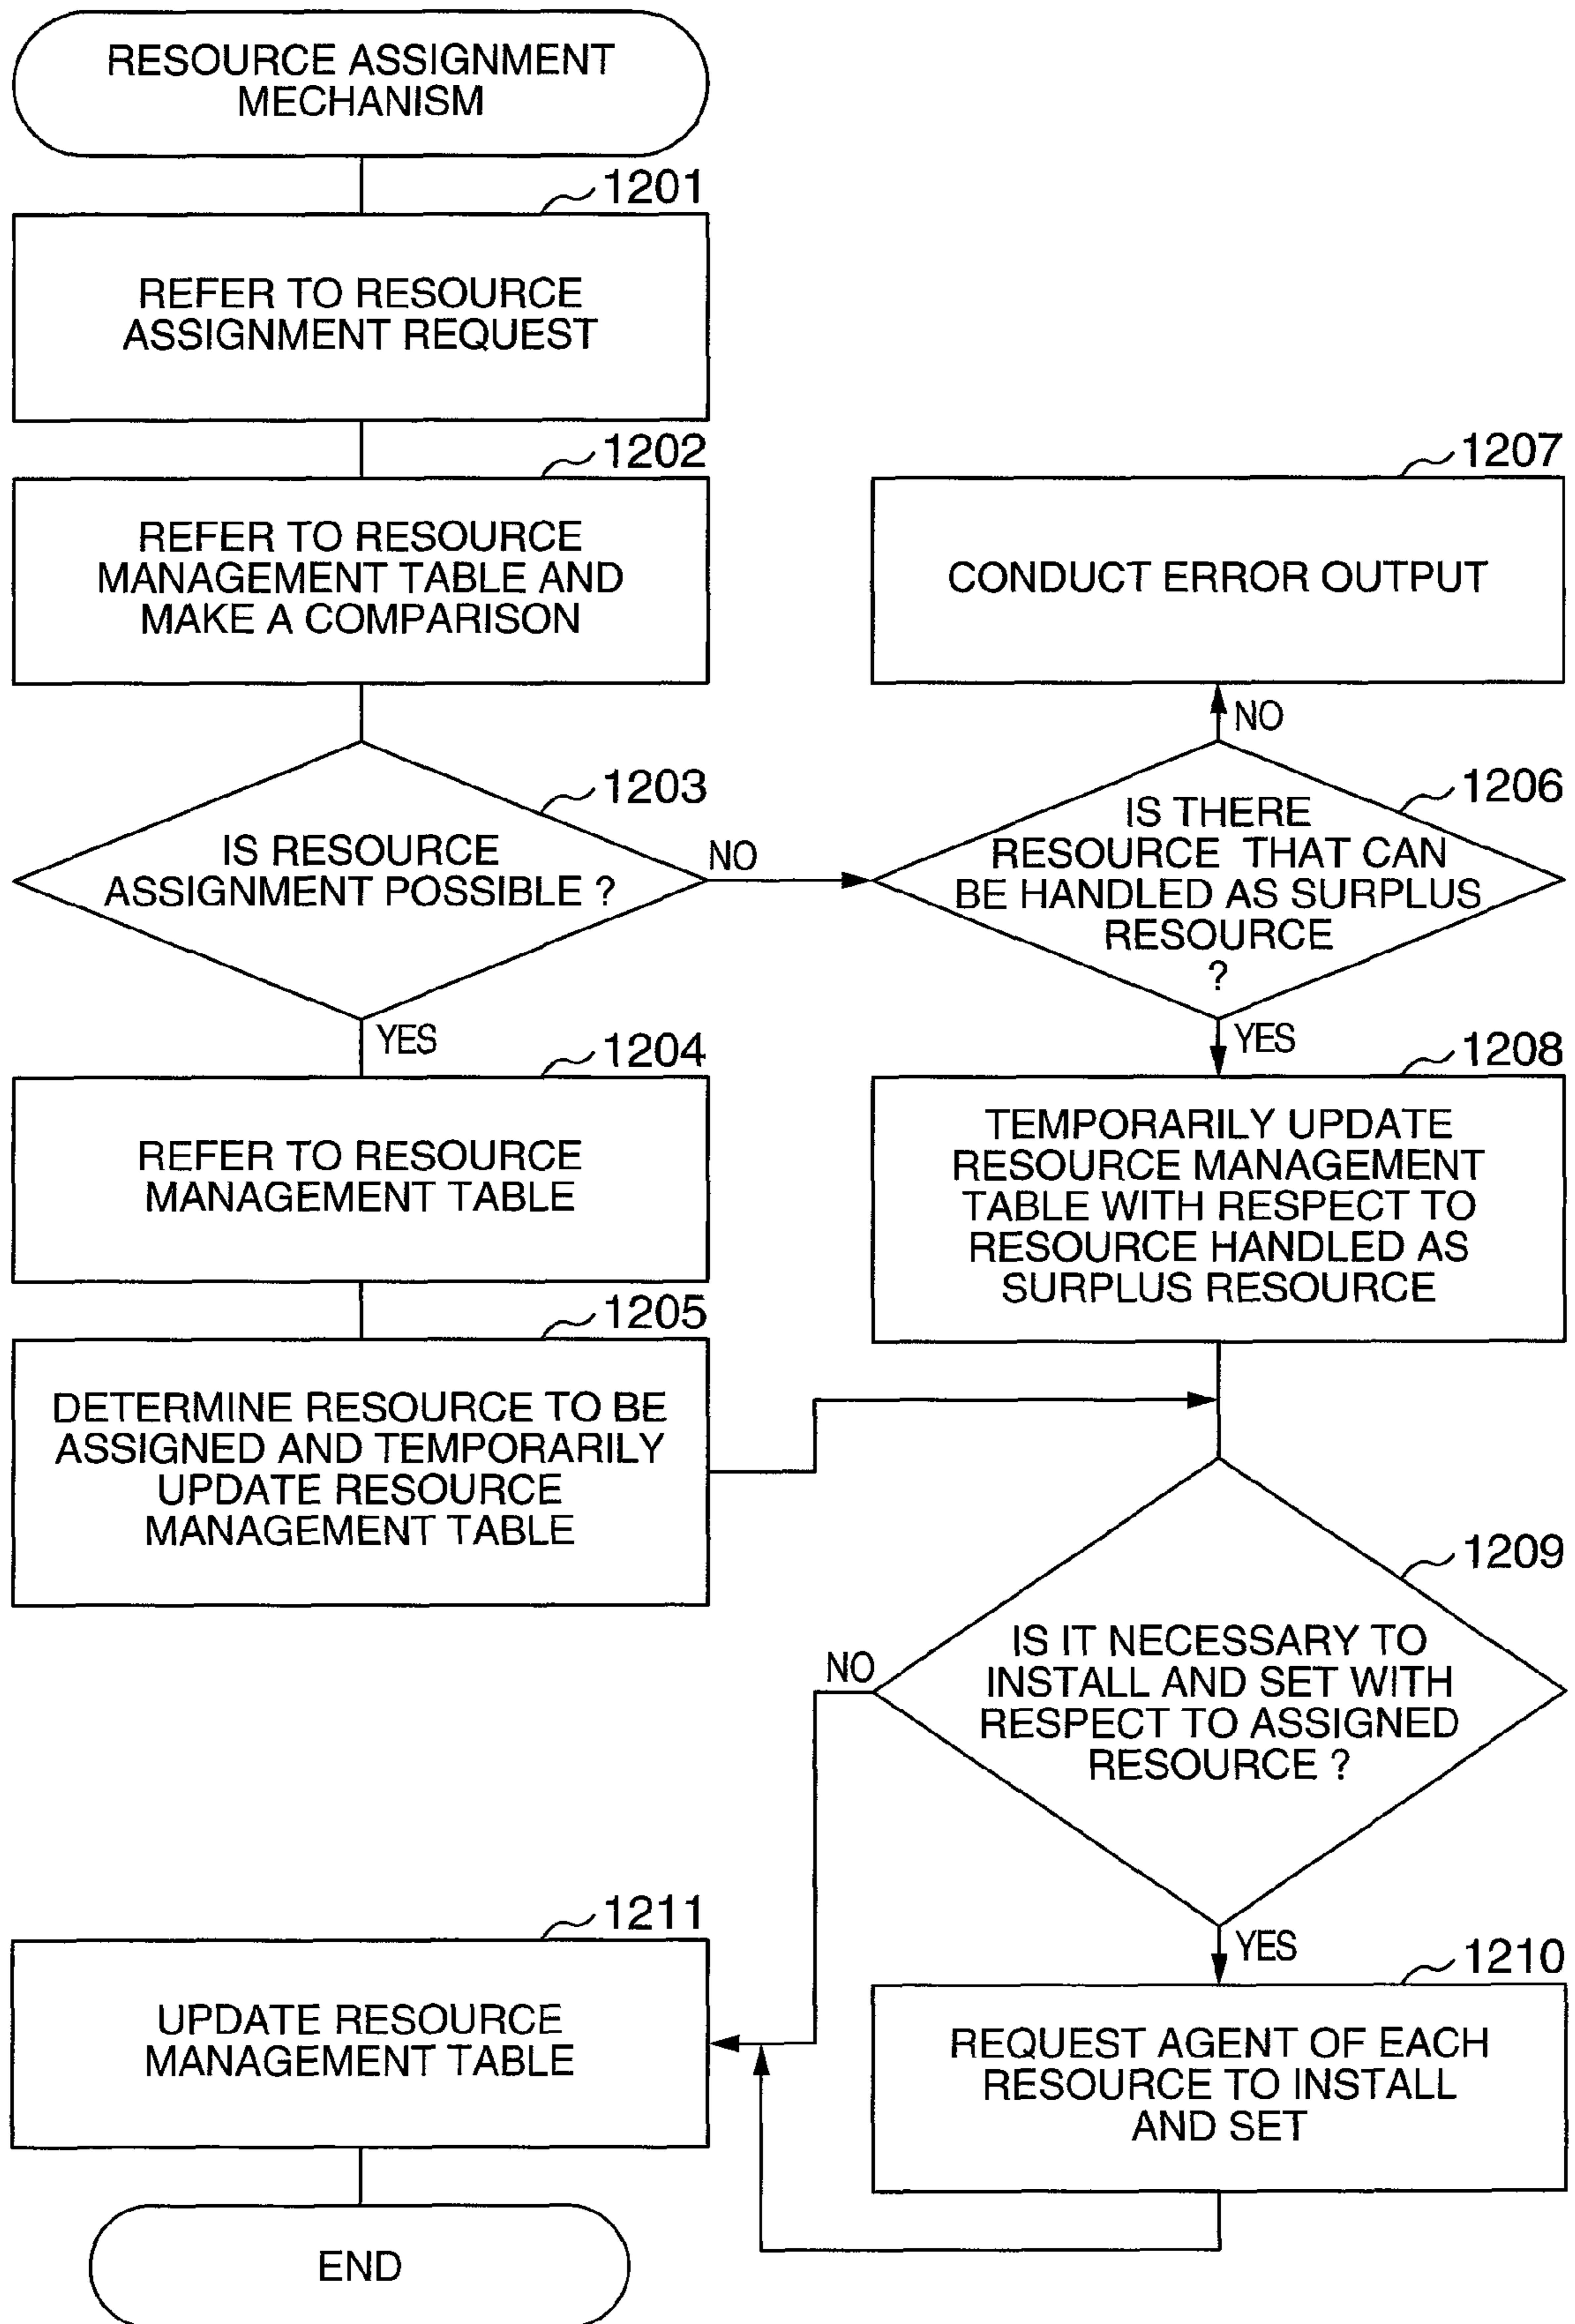 RESOURCE ASSIGNMENT
MECHANISM
1201
REFER TO RESOURCE
ASSIGNMENT REQUEST
1202
REFER TO RESOURCE
MANAGEMENT TABLE AND
MAKE A COMPARISON
1203
IS RESOURCE
ASSIGNMENT POSSIBLE ?
NO
YES
1204
REFER TO RESOURCE
MANAGEMENT TABLE
1205
DETERMINE RESOURCE TO BE
ASSIGNED AND TEMPORARILY
UPDATE RESOURCE
MANAGEMENT TABLE
1207
CONDUCT ERROR OUTPUT
NO
1206
IS THERE
RESOURCE THAT CAN
BE HANDLED AS SURPLUS
RESOURCE
?
YES
1208
TEMPORARILY UPDATE
RESOURCE MANAGEMENT
TABLE WITH RESPECT TO
RESOURCE HANDLED AS
SURPLUS RESOURCE
1209
IS IT NECESSARY TO
INSTALL AND SET WITH
RESPECT TO ASSIGNED
RESOURCE ?
NO
YES
1210
REQUEST AGENT OF EACH
RESOURCE TO INSTALL
AND SET
1211
UPDATE RESOURCE
MANAGEMENT TABLE
END